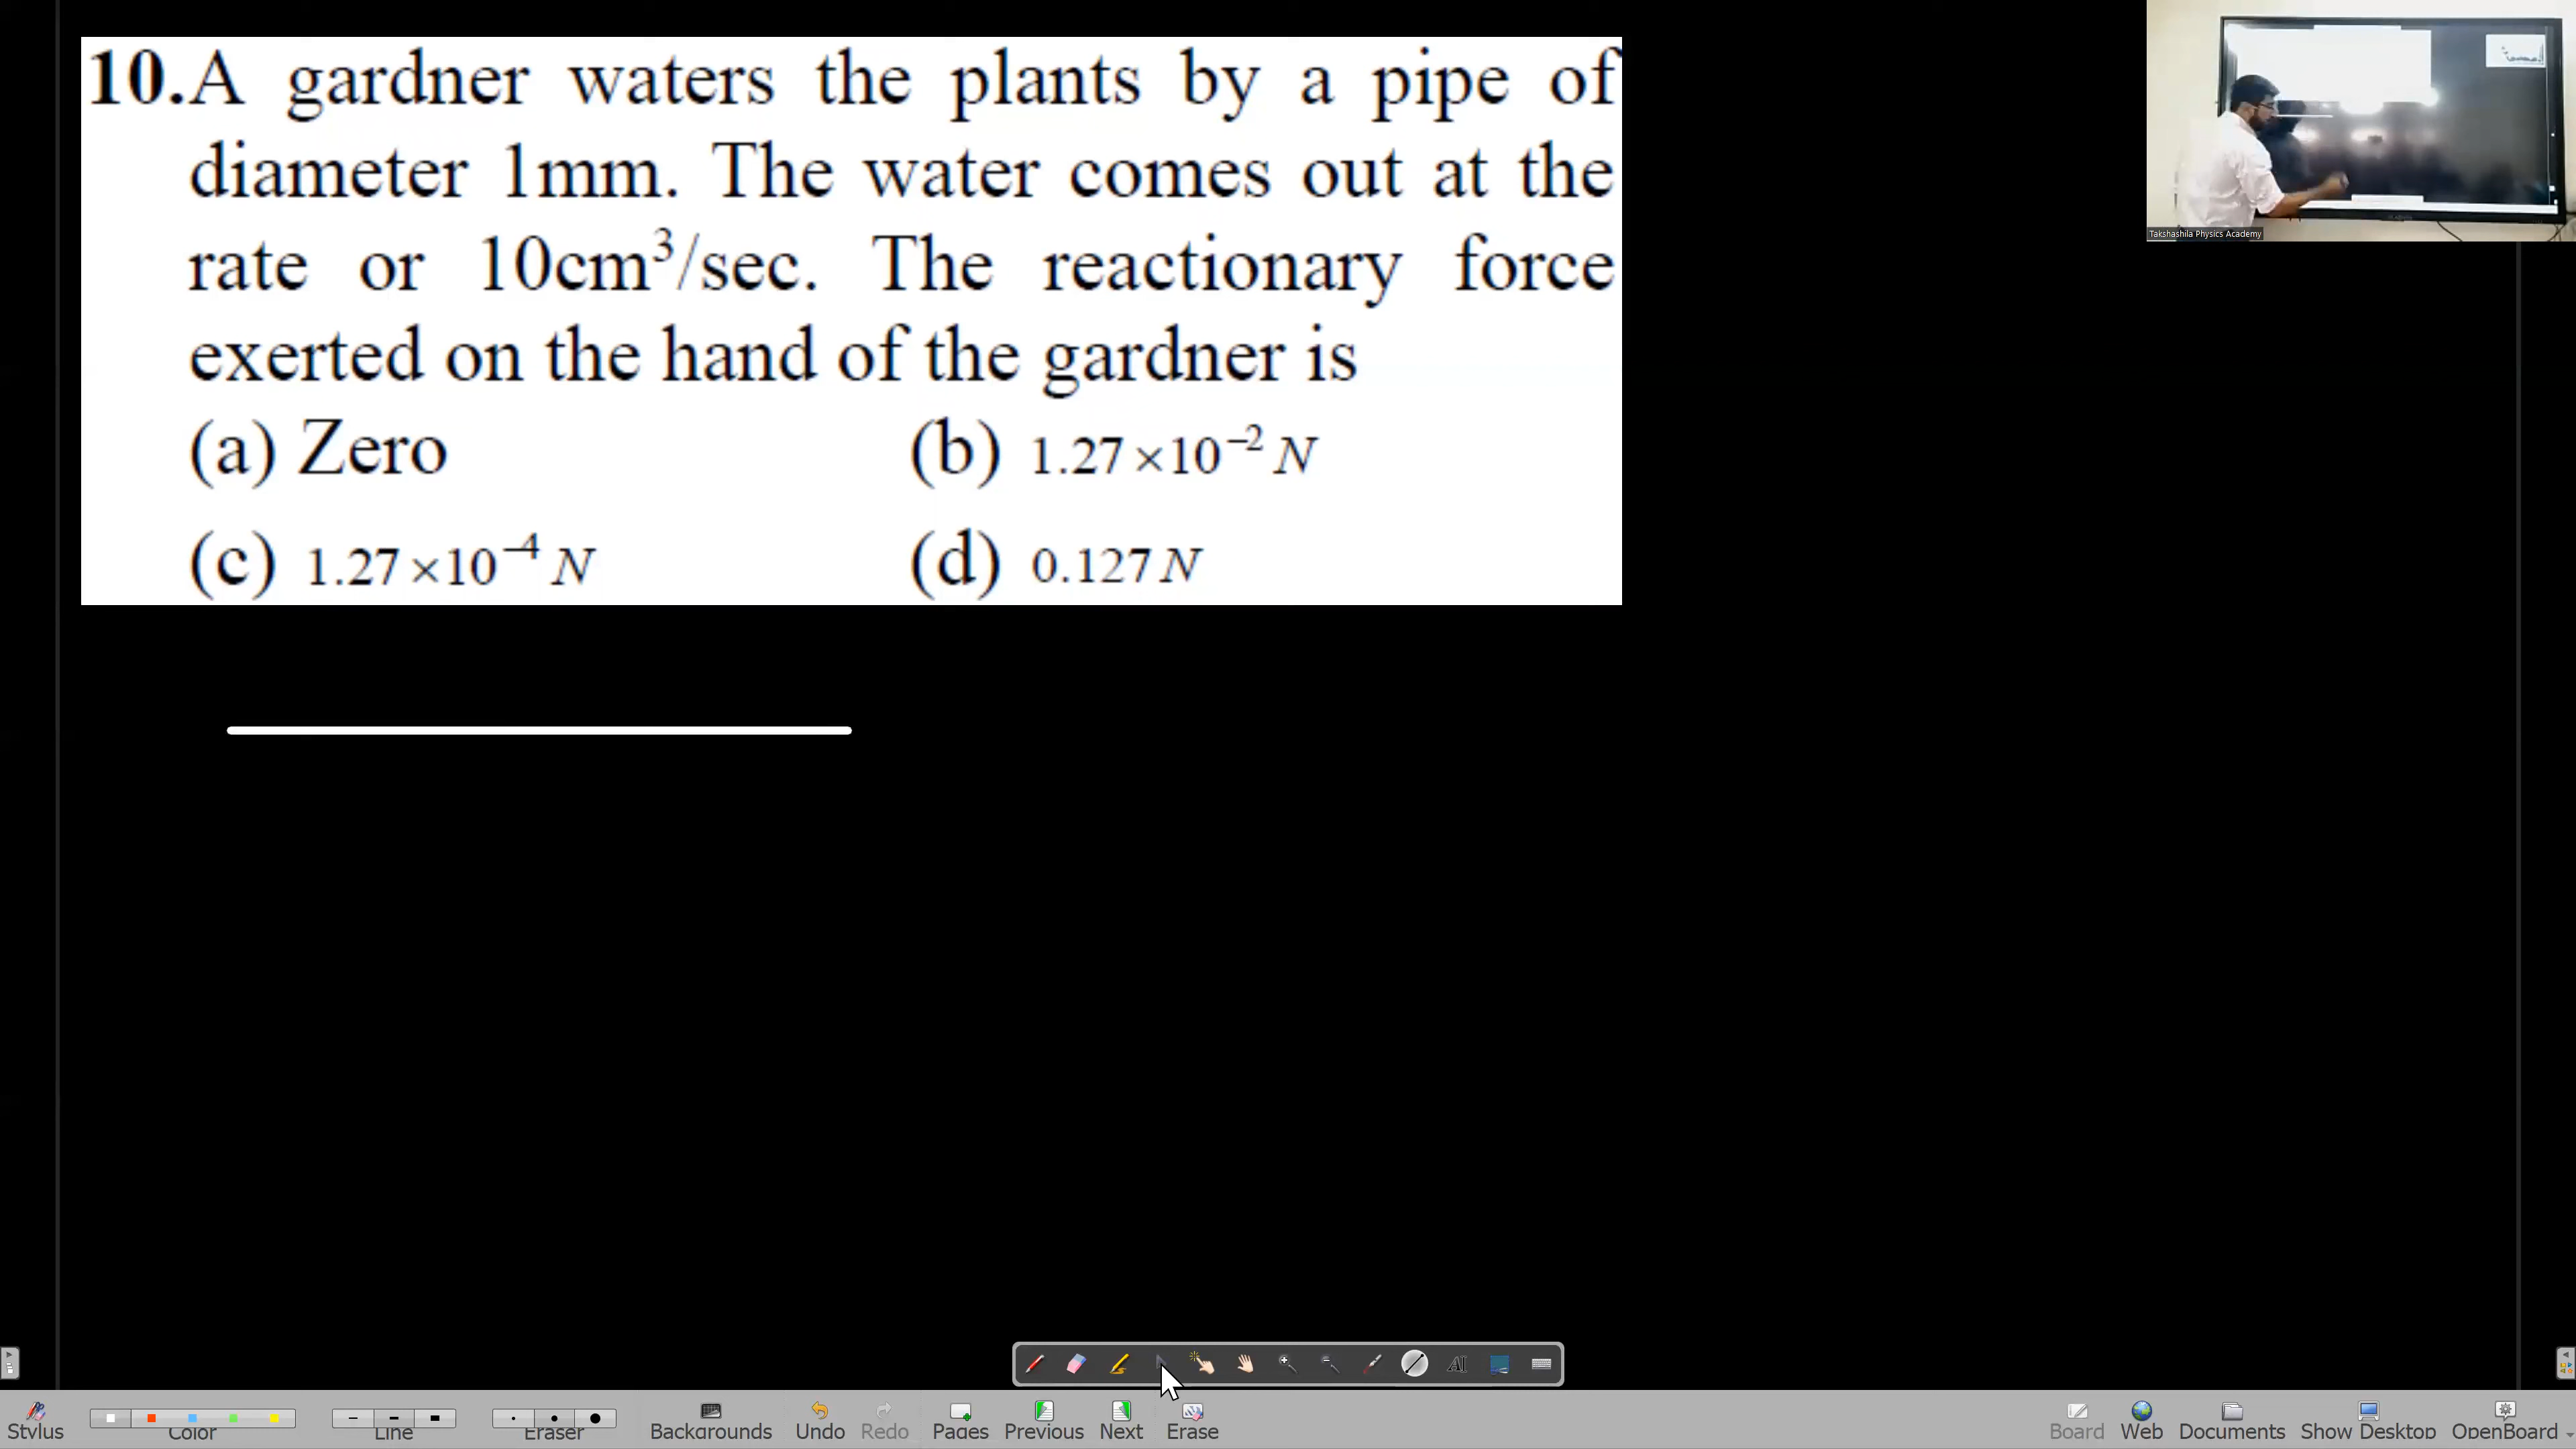 10. A gardner waters the plants by a pipe of
diameter 1mm. The water comes out at the
rate or 10cm³/sec. The reactionary force
exerted on the hand of the gardner is
(a) Zero (b) 1.27×10⁻² N
(c) 1.27×10⁻⁴ N (d) 0.127 N
Takshashila Physics Academy
Stylus Color Line Eraser Backgrounds Undo Redo Pages Previous Next Erase Board Web Documents Show Desktop OpenBoard